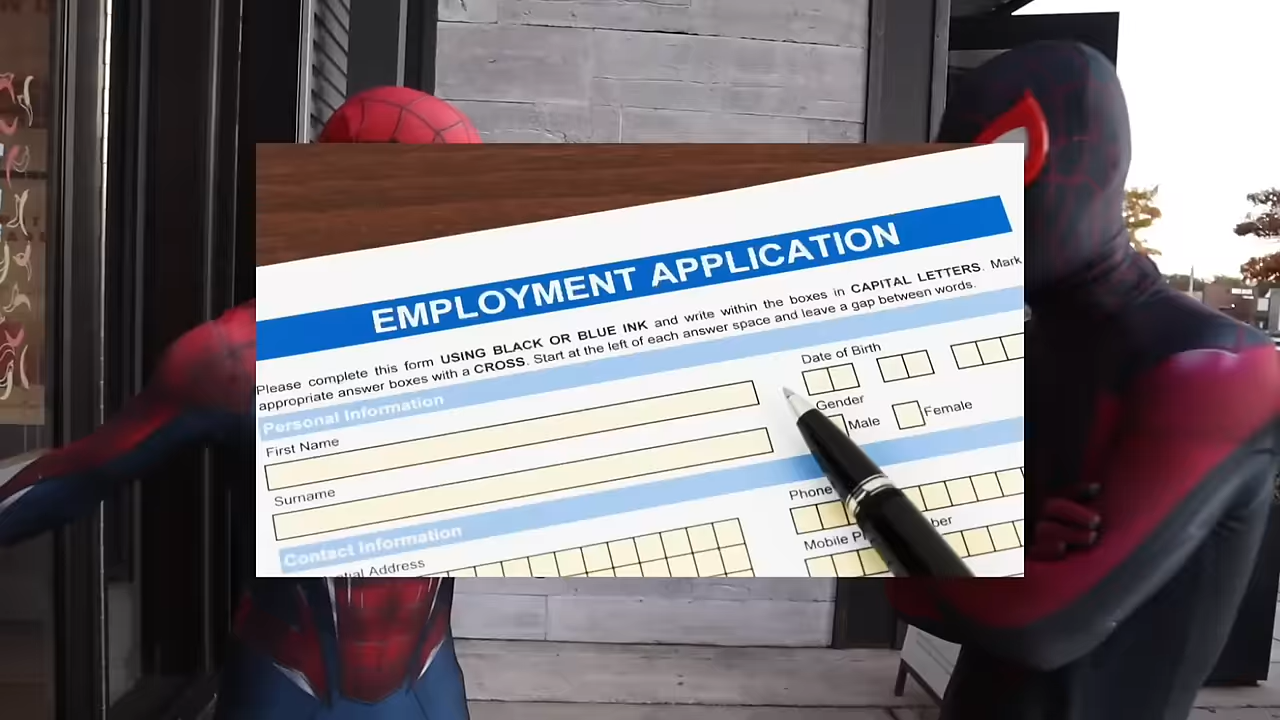 EMPLOYMENT APPLICATION
Please complete this form USING BLACK OR BLUE INK and write within the boxes in CAPITAL LETTERS. Mark
appropriate answer boxes with a CROSS. Start at the left of each answer space and leave a gap between words.
Personal Information
First Name
Surname
Date of Birth
Gender
Male
Female
Contact Information
Address
Phone
Mobile